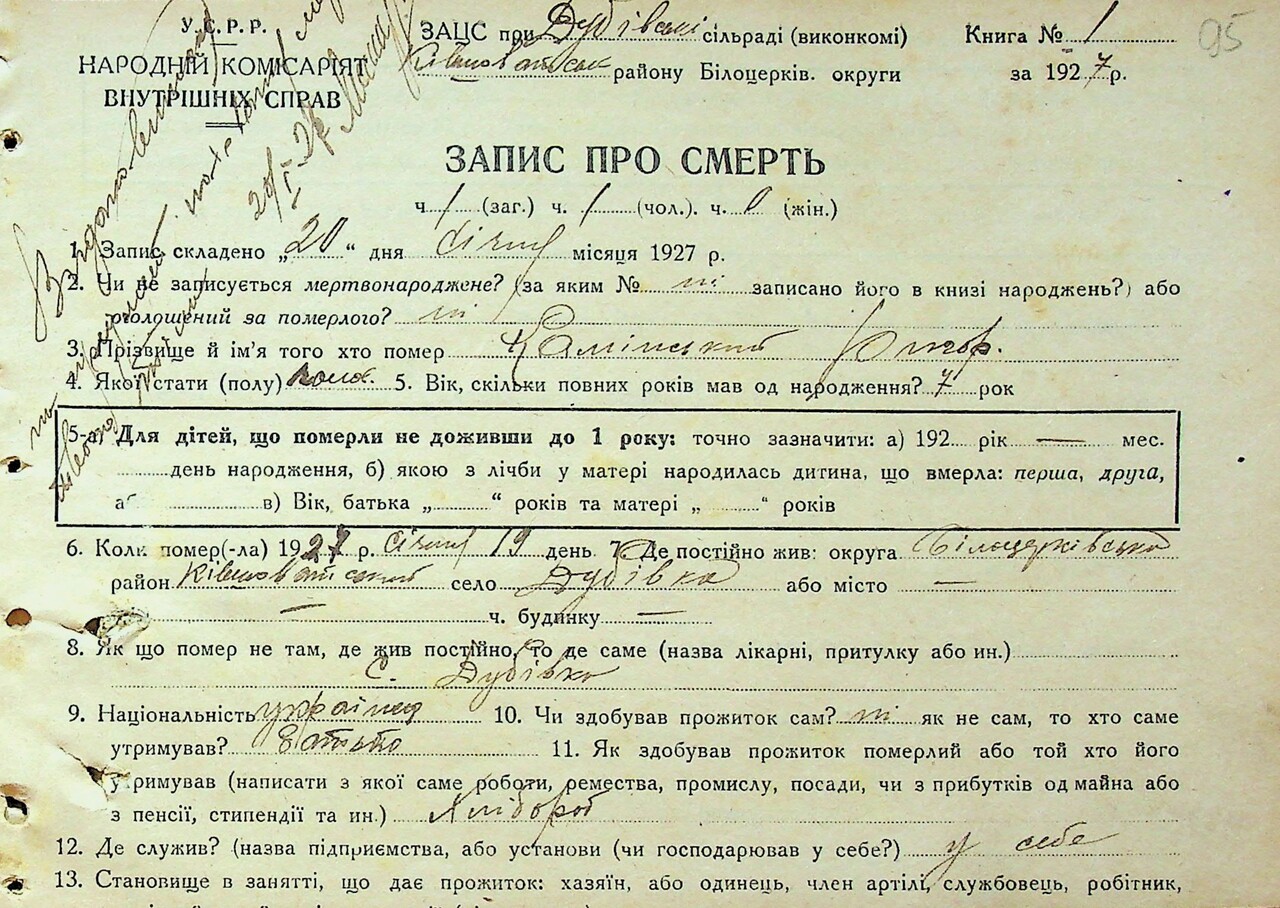 У.С.Р.Р.
НАРОДНІЙ КОМІСАРІЯТ
ВНУТРІШНІХ СПРАВ
ЗАЦС при Дубівські сільраді (виконкомі)
району Білоцерків. округи
Книга № 1
за 1927 р.
95
20/I-27
ЗАПИС ПРО СМЕРТЬ
ч 1 (заг.) ч. 1 (чол.). ч. 0 (жін.)
1. Запис складено „20“ дня січня місяця 1927 р.
2. Чи не записується мертвонароджене? (за яким № ні записано його в книзі народжень?) або
оголошений за померлого? ні
3. Прізвище й ім'я того хто помер Камінський
4. Якої стати (полу) 5. Вік, скільки повних років мав од народження? 7 рок
5-а) Для дітей, що померли не доживши до 1 року: точно зазначити: а) 192 рік — мес.
день народження, б) якою з лічби у матері народилась дитина, що вмерла: перша, друга,
в) Вік, батька „ “ років та матері „ “ років
6. Коли помер(-ла) 1927 р. січня 19 день 7. Де постійно жив: округа Білоцерківська
район село Дубівка або місто —
— ч. будинку —
8. Як що помер не там, де жив постійно, то де саме (назва лікарні, притулку або ин.)
С. Дубівка
9. Національність українец 10. Чи здобував прожиток сам? ні як не сам, то хто саме
утримував? батько 11. Як здобував прожиток померлий або той хто його
утримував (написати з якої саме роботи, ремества, промислу, посади, чи з прибутків од майна або
з пенсії, стипендії та ин.) Хлібороб
12. Де служив? (назва підприємства, або установи (чи господарював у себе?) у себе
13. Становище в занятті, що дає прожиток: хазяїн, або одинець, член артілі, службовець, робітник,